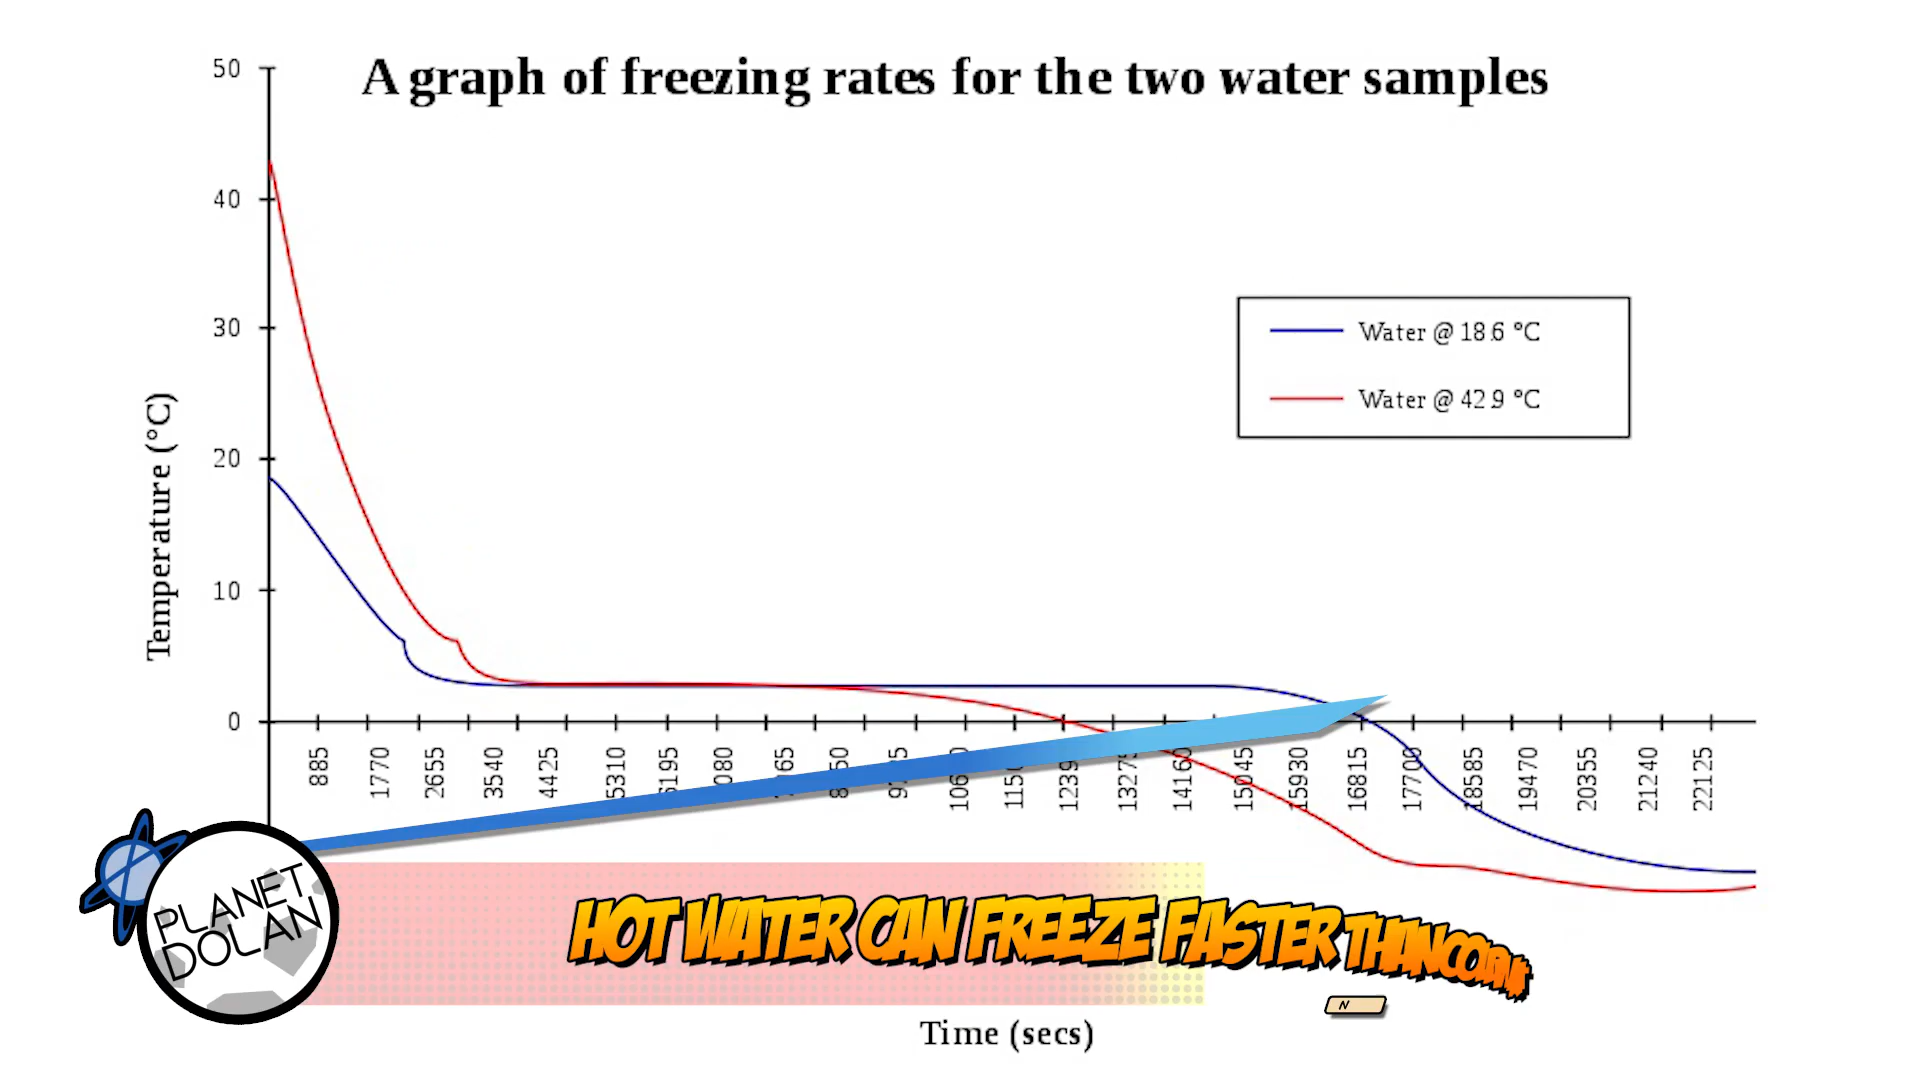 A graph of freezing rates for the two water samples
50
40
30
20
10
0
Temperature (°C)
Water @ 18.6 °C
Water @ 42.9 °C
885
1770
2655
3540
4425
5310
14160
15045
15930
16815
17700
18585
19470
20355
21240
22125
PLANET
DOLAN
HOT WATER CAN FREEZE FASTER THAN
N
Time (secs)